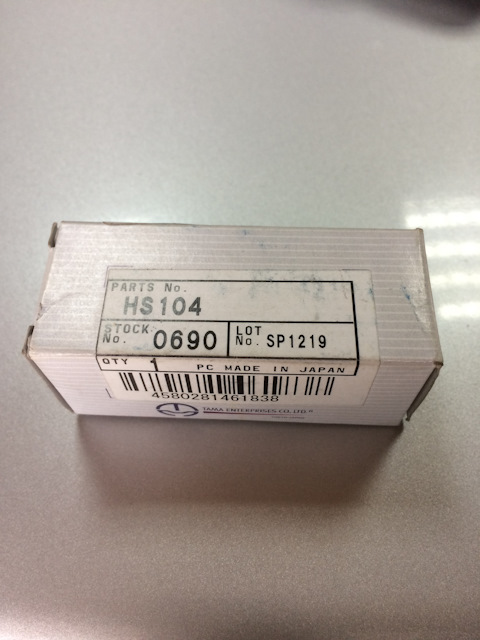 PARTS No.
HS104
STOCK No. 0690
LOT No. SP1219
QTY 1 PC MADE IN JAPAN
4580281461838
TAMA ENTERPRISES CO., LTD.®